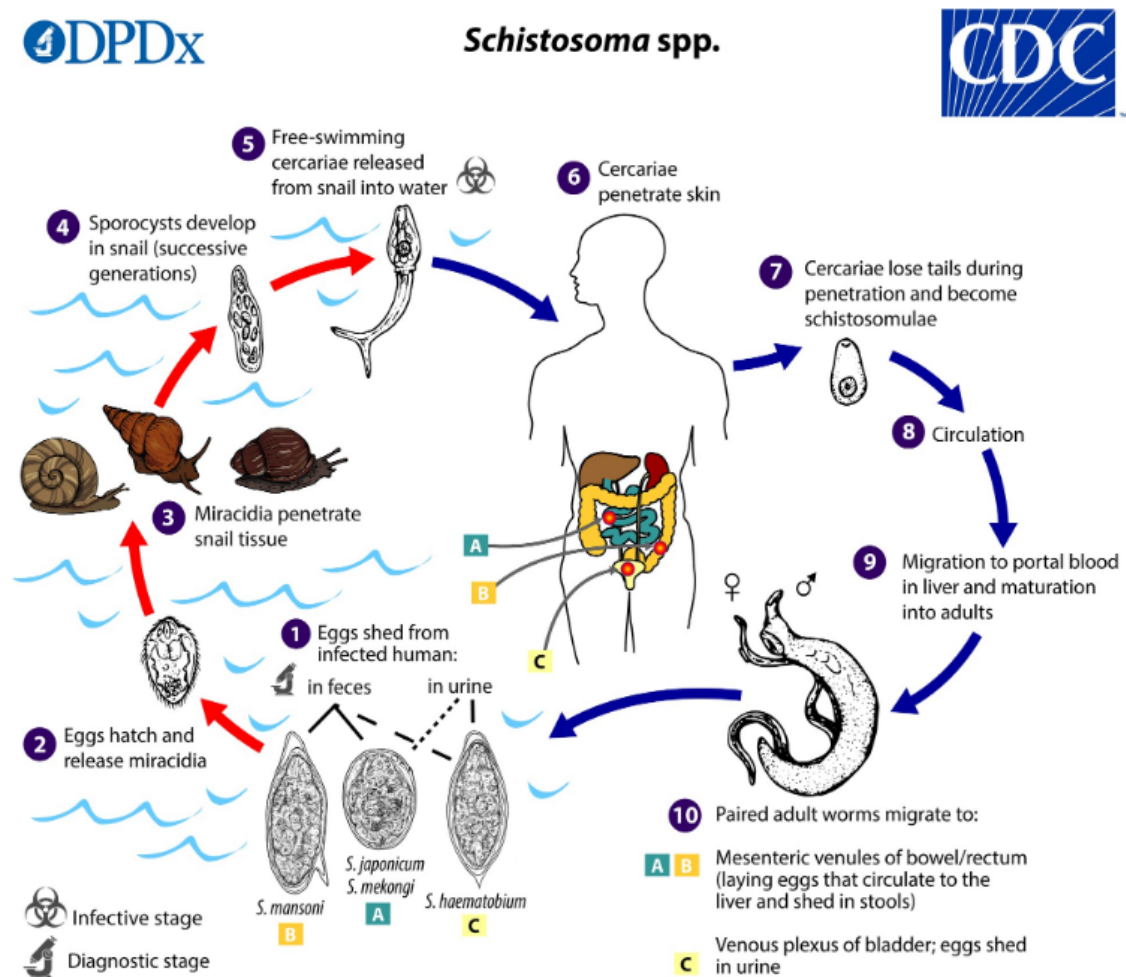 DPDx
Schistosoma spp.
CDC
TM
1
Eggs shed from
infected human:
in feces
in urine
S. mansoni
B
S. japonicum
S. mekongi
A
S. haematobium
C
2
Eggs hatch and
release miracidia
3
Miracidia penetrate
snail tissue
4
Sporocysts develop
in snail (successive
generations)
5
Free-swimming
cercariae released
from snail into water
6
Cercariae
penetrate skin
A
B
C
7
Cercariae lose tails during
penetration and become
schistosomulae
8
Circulation
9
Migration to portal blood
in liver and maturation
into adults
♀ ♂
10
Paired adult worms migrate to:
A B
Mesenteric venules of bowel/rectum
(laying eggs that circulate to the
liver and shed in stools)
C
Venous plexus of bladder; eggs shed
in urine
Infective stage
Diagnostic stage